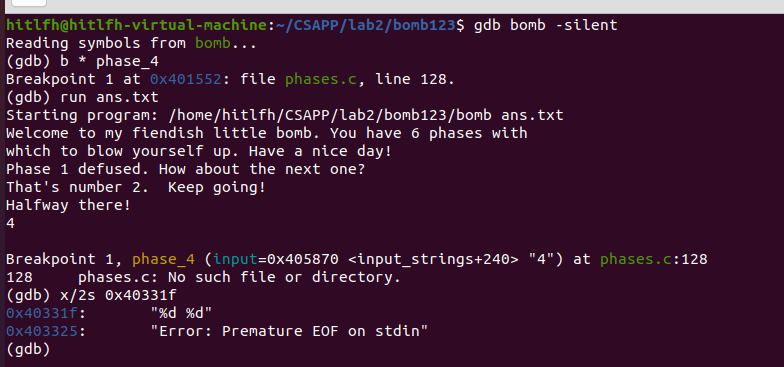 hitlfh@hitlfh-virtual-machine:~/CSAPP/lab2/bomb123$ gdb bomb -silent
Reading symbols from bomb...
(gdb) b * phase_4
Breakpoint 1 at 0x401552: file phases.c, line 128.
(gdb) run ans.txt
Starting program: /home/hitlfh/CSAPP/lab2/bomb123/bomb ans.txt
Welcome to my fiendish little bomb. You have 6 phases with
which to blow yourself up. Have a nice day!
Phase 1 defused. How about the next one?
That's number 2.  Keep going!
Halfway there!
4
Breakpoint 1, phase_4 (input=0x405870 <input_strings+240> "4") at phases.c:128
128     phases.c: No such file or directory.
(gdb) x/2s 0x40331f
0x40331f:       "%d %d"
0x403325:       "Error: Premature EOF on stdin"
(gdb)